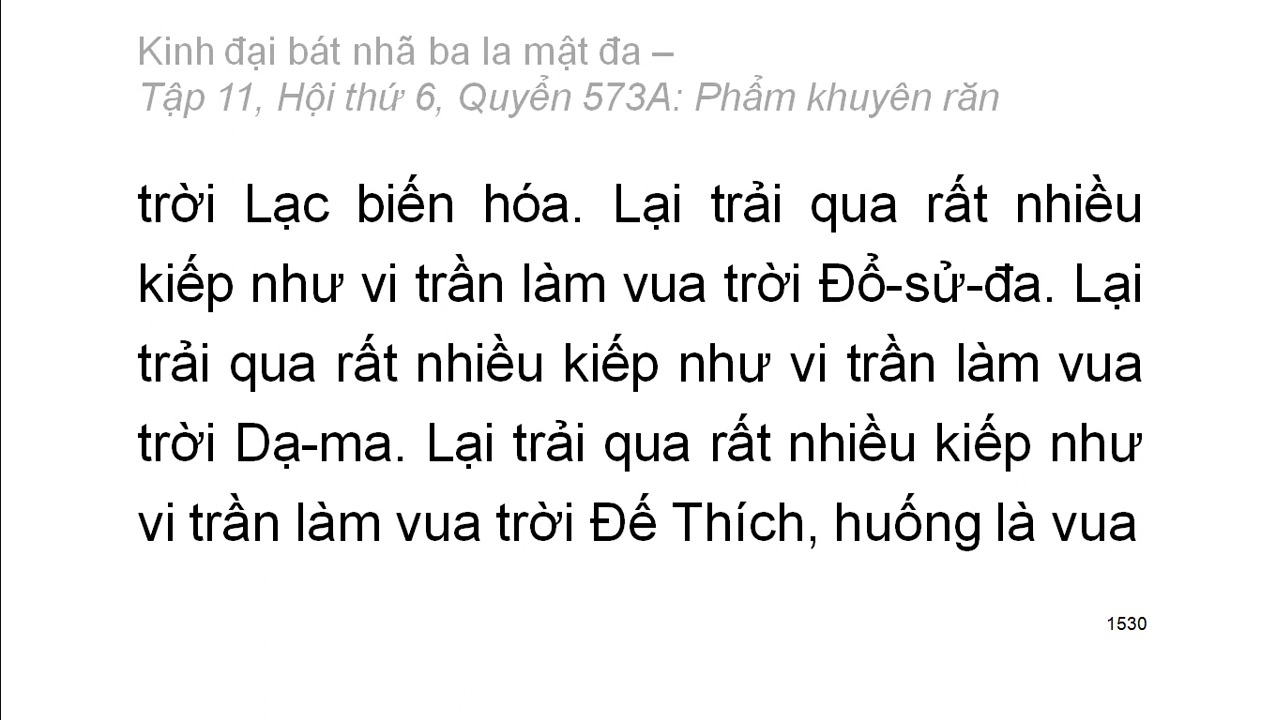 Kinh đại bát nhã ba la mật đa –
Tập 11, Hội thứ 6, Quyển 573A: Phẩm khuyên răn
trời Lạc biến hóa. Lại trải qua rất nhiều
kiếp như vi trần làm vua trời Đổ-sử-đa. Lại
trải qua rất nhiều kiếp như vi trần làm vua
trời Dạ-ma. Lại trải qua rất nhiều kiếp như
vi trần làm vua trời Đế Thích, huống là vua
1530